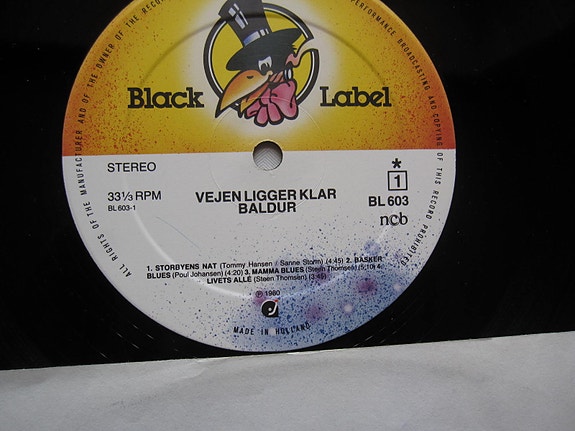 ALL RIGHTS OF THE MANUFACTURER AND OF THE OWNER OF THE RECOR
PERFORMANCE BROADCASTING AND COPYING OF THIS RECORD PROHIBITED
Black Label
STEREO
33⅓ RPM
BL 603-1
VEJEN LIGGER KLAR
BALDUR
*
1
BL 603
ncb
1. STORBYENS NAT (Tommy Hansen / Sanne Storm) (4:45) 2. BASKER
BLUES (Poul Johansen) (4:20) 3. MAMMA BLUES (Steen Thomsen) (5:10) 4.
LIVETS ALLÉ (Steen Thomsen) (3:45)
℗ 1980
MADE IN HOLLAND